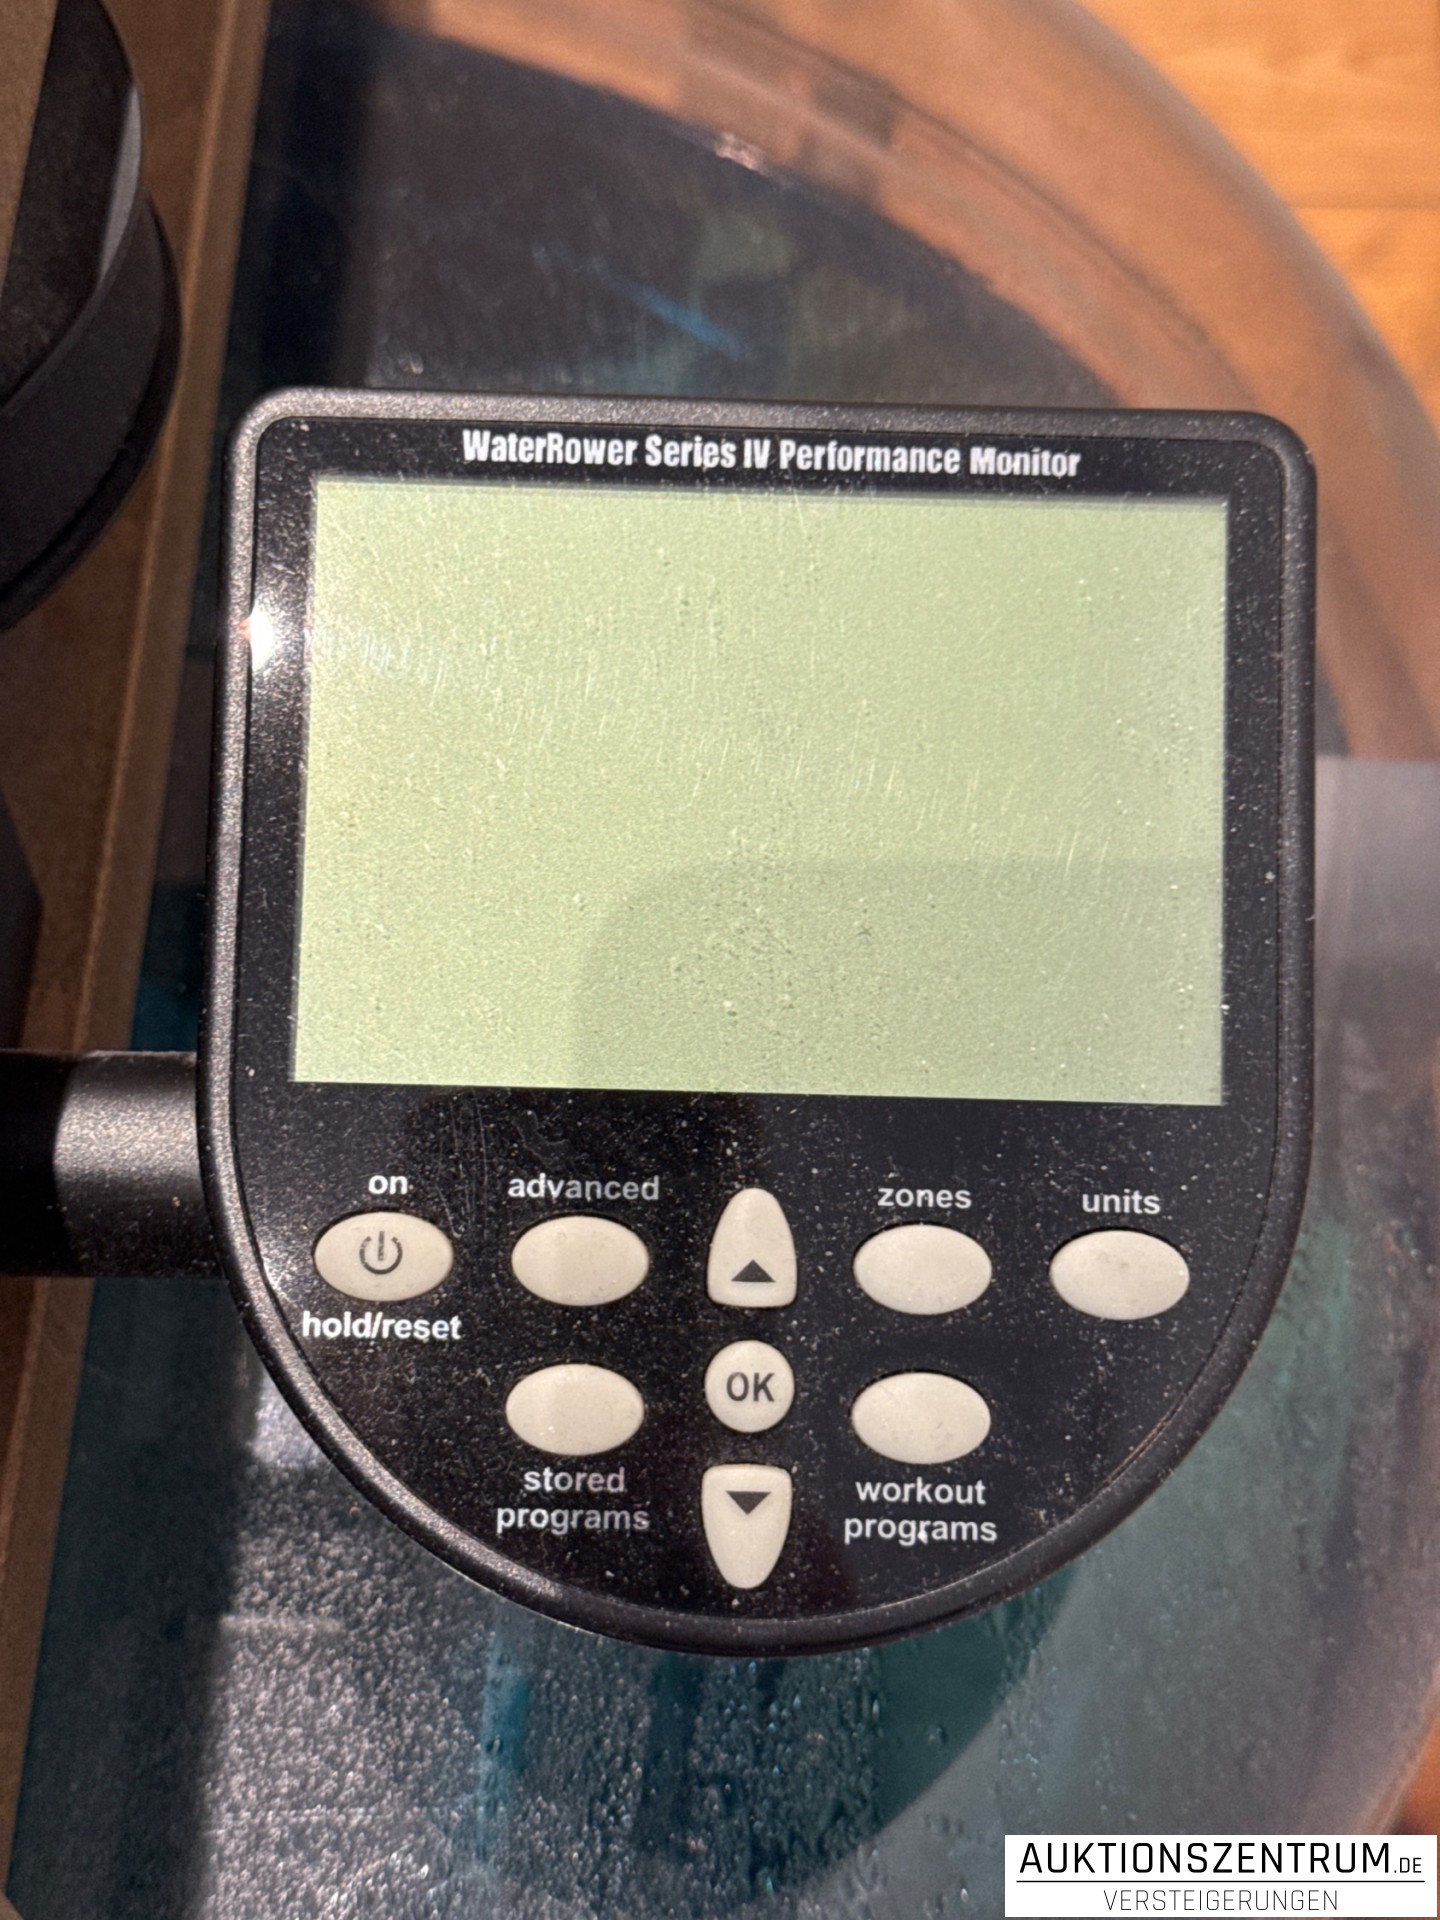 WaterRower Series IV Performance Monitor
on
advanced
zones
units
hold/reset
OK
stored
programs
workout
programs
AUKTIONSZENTRUM.DE
VERSTEIGERUNGEN